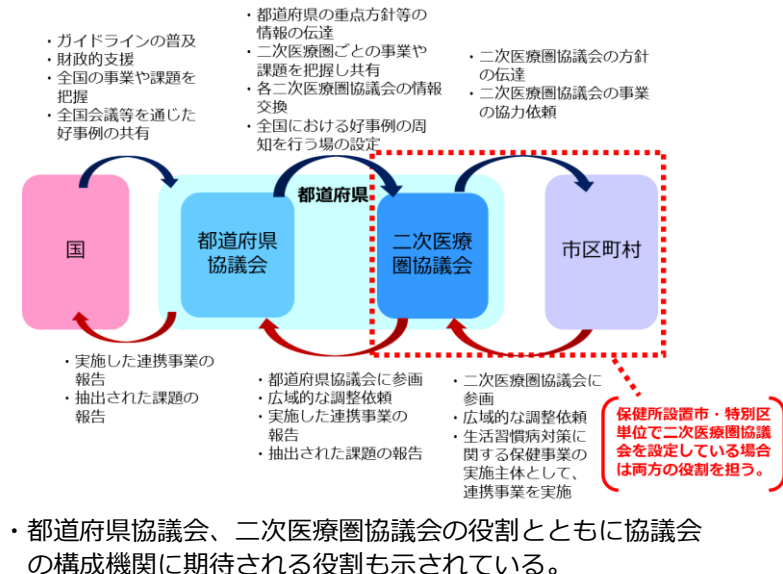 ・ガイドラインの普及
・財政的支援
・全国の事業や課題を
把握
・全国会議等を通じた
好事例の共有
・都道府県の重点方針等の
情報の伝達
・二次医療圏ごとの事業や
課題を把握し共有
・各二次医療圏協議会の情報
交換
・全国における好事例の周
知を行う場の設定
・二次医療圏協議会の方針
の伝達
・二次医療圏協議会の事業
の協力依頼
都道府県
国
都道府県
協議会
二次医療
圏協議会
市区町村
・実施した連携事業の
報告
・抽出された課題の
報告
・都道府県協議会に参画
・広域的な調整依頼
・実施した連携事業の
報告
・抽出された課題の報告
・二次医療圏協議会に
参画
・広域的な調整依頼
・生活習慣病対策に
関する保健事業の
実施主体として、
連携事業を実施
保健所設置市・特別区
単位で二次医療圏協議
会を設定している場合
は両方の役割を担う。
・都道府県協議会、二次医療圏協議会の役割とともに協議会
の構成機関に期待される役割も示されている。